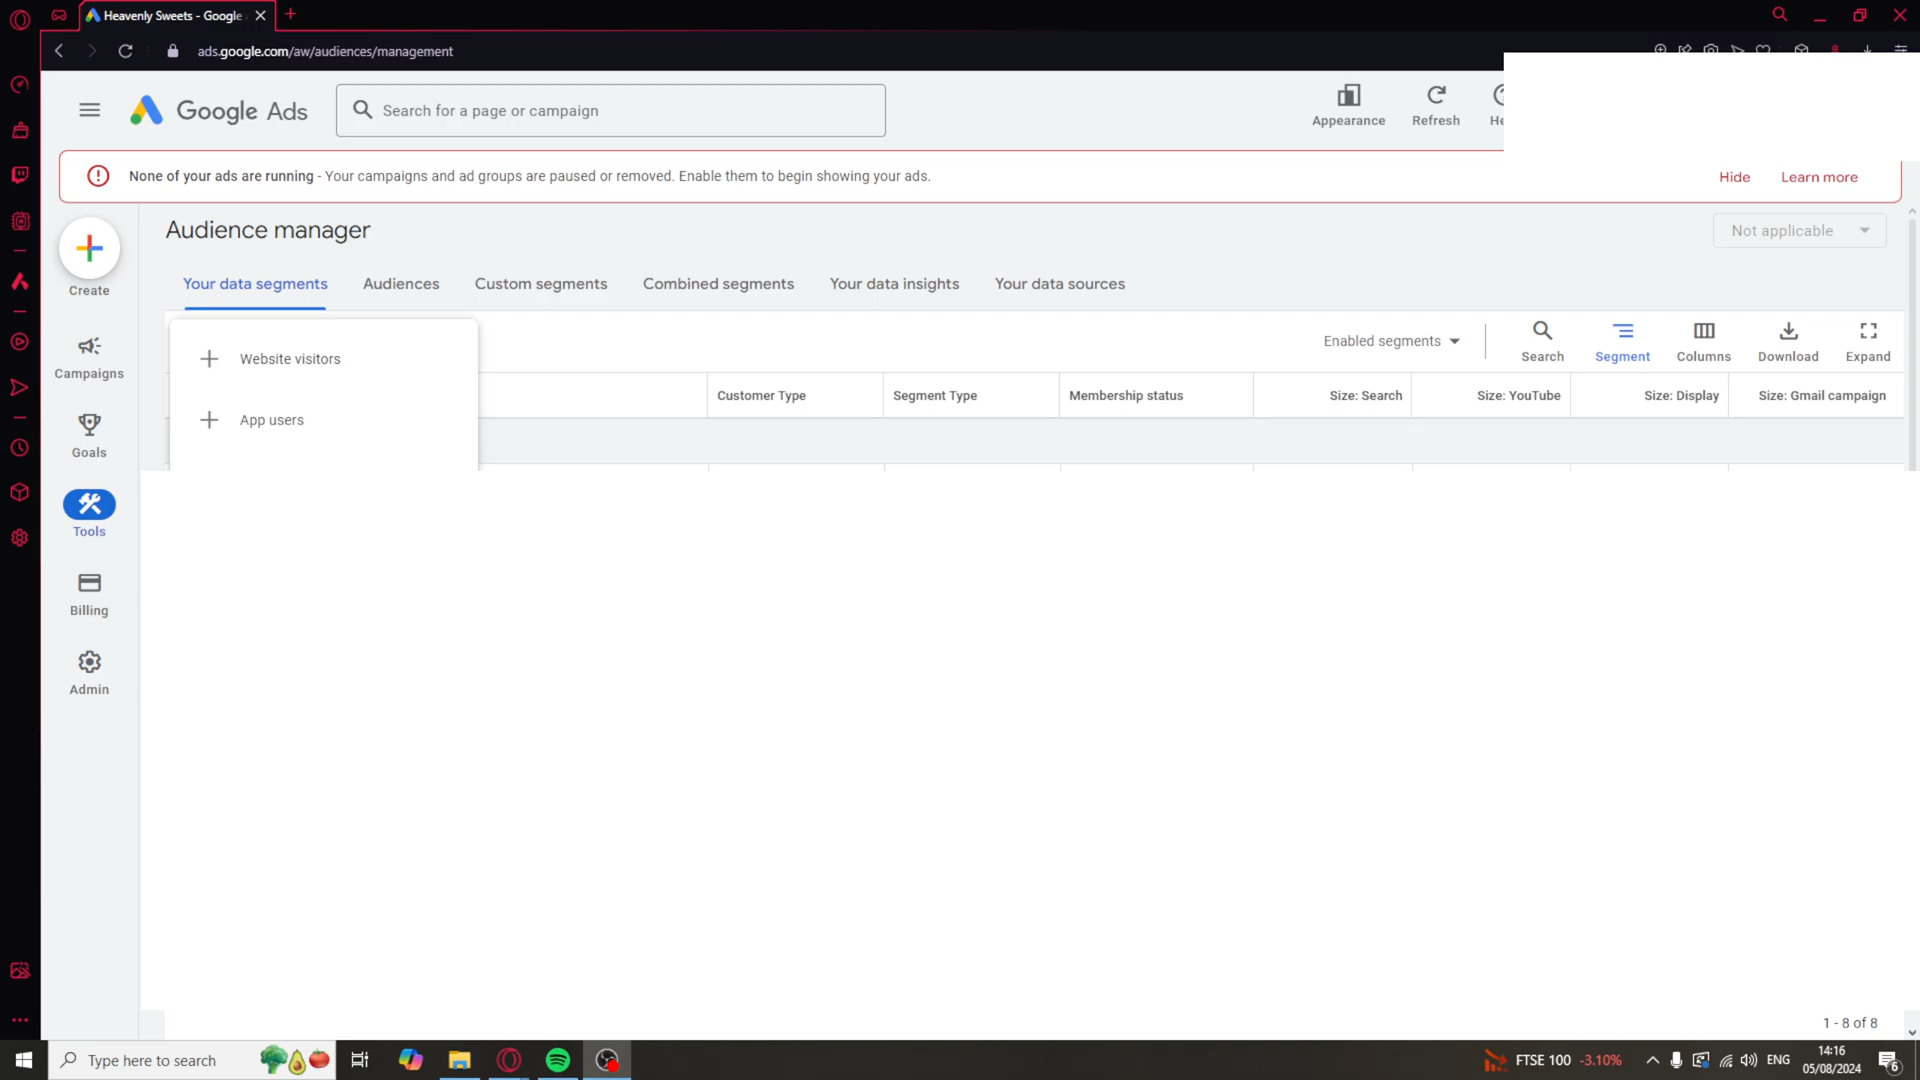 Heavenly Sweets - Google
ads.google.com/aw/audiences/management
Google Ads
Search for a page or campaign
Appearance
Refresh
He
None of your ads are running - Your campaigns and ad groups are paused or removed. Enable them to begin showing your ads.
Hide
Learn more
Create
Campaigns
Goals
Tools
Billing
Admin
Audience manager
Not applicable
Your data segments
Audiences
Custom segments
Combined segments
Your data insights
Your data sources
Website visitors
App users
Enabled segments
Search
Segment
Columns
Download
Expand
Customer Type
Segment Type
Membership status
Size: Search
Size: YouTube
Size: Display
Size: Gmail campaign
1 - 8 of 8
Type here to search
FTSE 100 -3.10%
ENG
14:16
05/08/2024
6